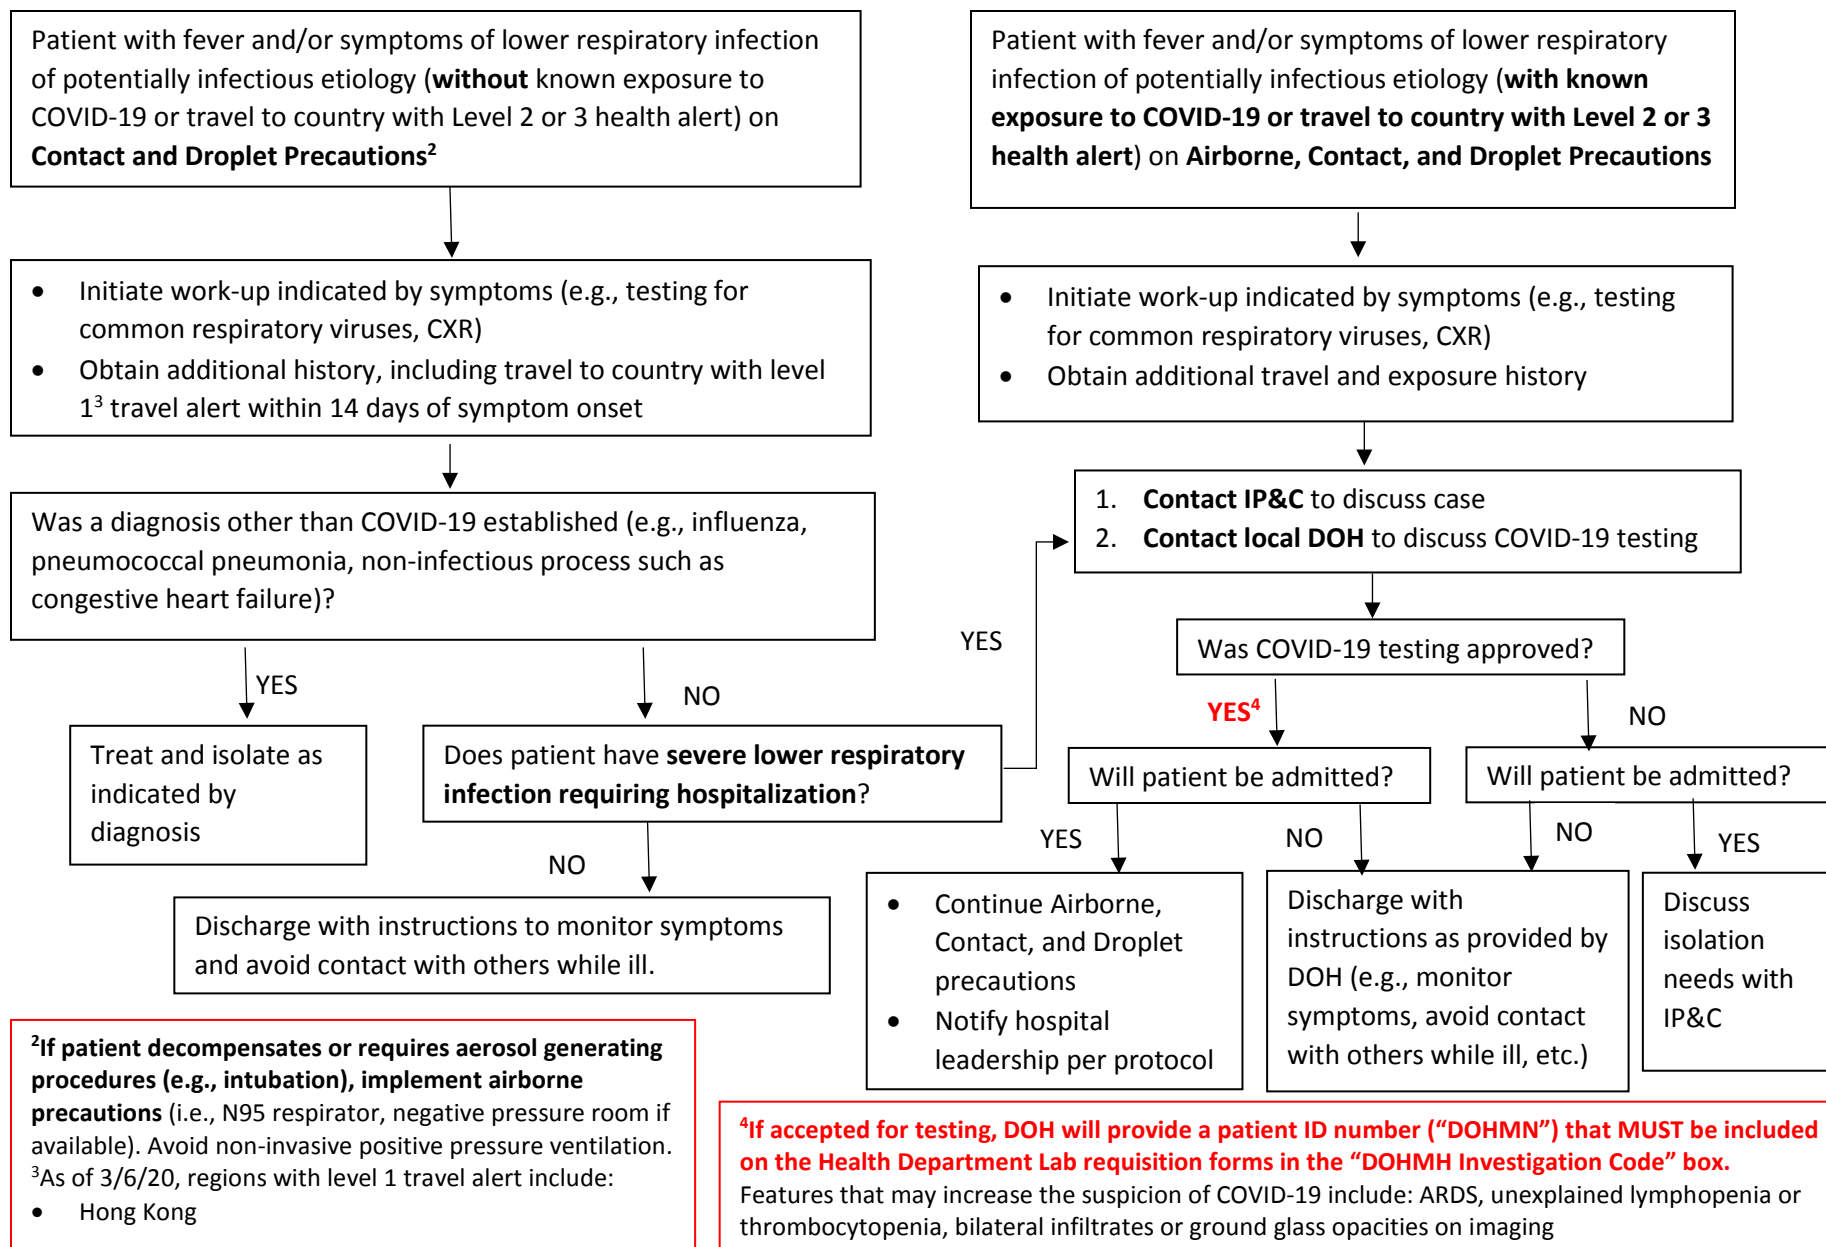 Patient with fever and/or symptoms of lower respiratory infection
of potentially infectious etiology (without known exposure to
COVID-19 or travel to country with Level 2 or 3 health alert) on
Contact and Droplet Precautions²
Patient with fever and/or symptoms of lower respiratory
infection of potentially infectious etiology (with known
exposure to COVID-19 or travel to country with Level 2 or 3
health alert) on Airborne, Contact, and Droplet Precautions
• Initiate work-up indicated by symptoms (e.g., testing for
common respiratory viruses, CXR)
• Obtain additional history, including travel to country with level
1³ travel alert within 14 days of symptom onset
• Initiate work-up indicated by symptoms (e.g., testing
for common respiratory viruses, CXR)
• Obtain additional travel and exposure history
Was a diagnosis other than COVID-19 established (e.g., influenza,
pneumococcal pneumonia, non-infectious process such as
congestive heart failure)?
1. Contact IP&C to discuss case
2. Contact local DOH to discuss COVID-19 testing
YES
NO
YES
Was COVID-19 testing approved?
YES⁴
NO
Treat and isolate as
indicated by
diagnosis
Does patient have severe lower respiratory
infection requiring hospitalization?
Will patient be admitted?
Will patient be admitted?
NO
YES
NO
NO
YES
Discharge with instructions to monitor symptoms
and avoid contact with others while ill.
• Continue Airborne,
Contact, and Droplet
precautions
• Notify hospital
leadership per protocol
Discharge with
instructions as provided by
DOH (e.g., monitor
symptoms, avoid contact
with others while ill, etc.)
Discuss
isolation
needs with
IP&C
²If patient decompensates or requires aerosol generating
procedures (e.g., intubation), implement airborne
precautions (i.e., N95 respirator, negative pressure room if
available). Avoid non-invasive positive pressure ventilation.
³As of 3/6/20, regions with level 1 travel alert include:
• Hong Kong
⁴If accepted for testing, DOH will provide a patient ID number (“DOHMN”) that MUST be included
on the Health Department Lab requisition forms in the “DOHMH Investigation Code” box.
Features that may increase the suspicion of COVID-19 include: ARDS, unexplained lymphopenia or
thrombocytopenia, bilateral infiltrates or ground glass opacities on imaging